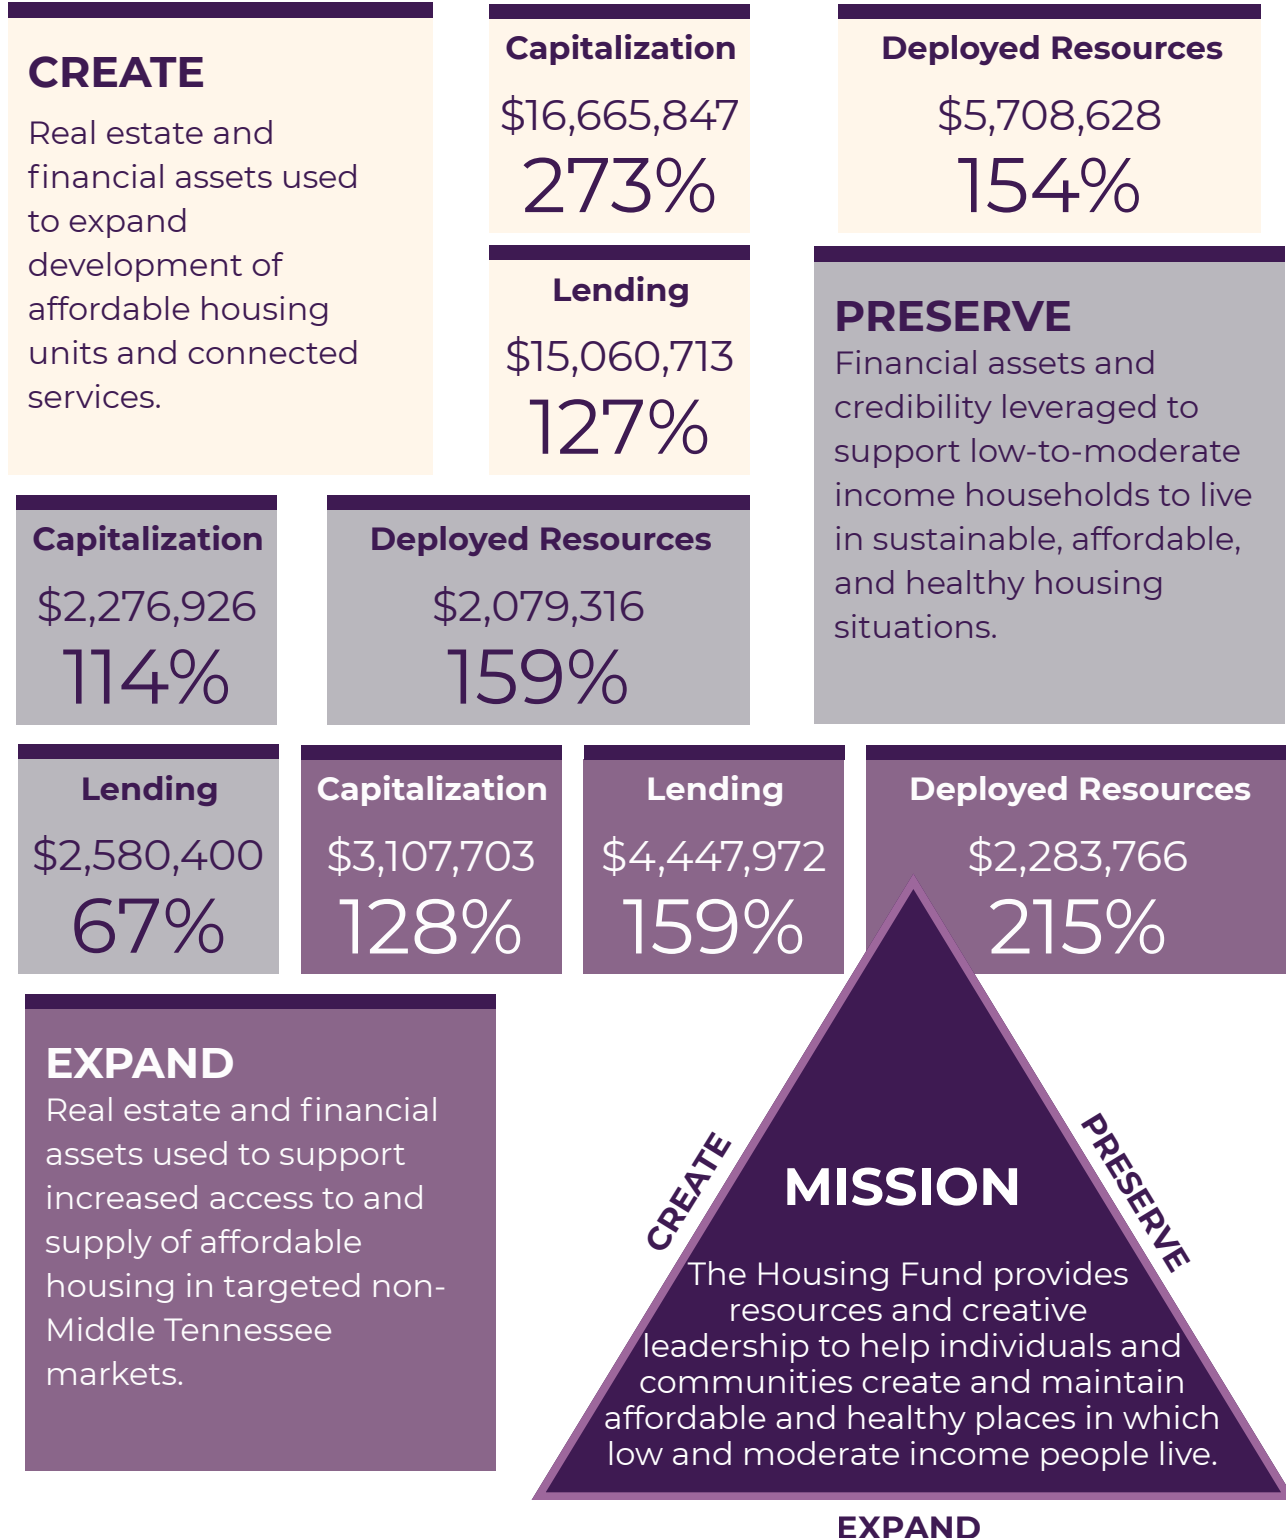 CREATE
Real estate and
financial assets used
to expand
development of
affordable housing
units and connected
services.
Capitalization
$16,665,847
273%
Deployed Resources
$5,708,628
154%
Lending
$15,060,713
127%
PRESERVE
Financial assets and
credibility leveraged to
support low-to-moderate
income households to live
in sustainable, affordable,
and healthy housing
situations.
Capitalization
$2,276,926
114%
Deployed Resources
$2,079,316
159%
Lending
$2,580,400
67%
Capitalization
$3,107,703
128%
Lending
$4,447,972
159%
Deployed Resources
$2,283,766
215%
EXPAND
Real estate and financial
assets used to support
increased access to and
supply of affordable
housing in targeted non-
Middle Tennessee
markets.
CREATE
PRESERVE
MISSION
The Housing Fund provides
resources and creative
leadership to help individuals and
communities create and maintain
affordable and healthy places in which
low and moderate income people live.
EXPAND